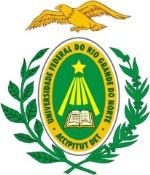 UNIVERSIDADE FEDERAL DO RIO GRANDE DO NORTE
ACCIPIT UT DET